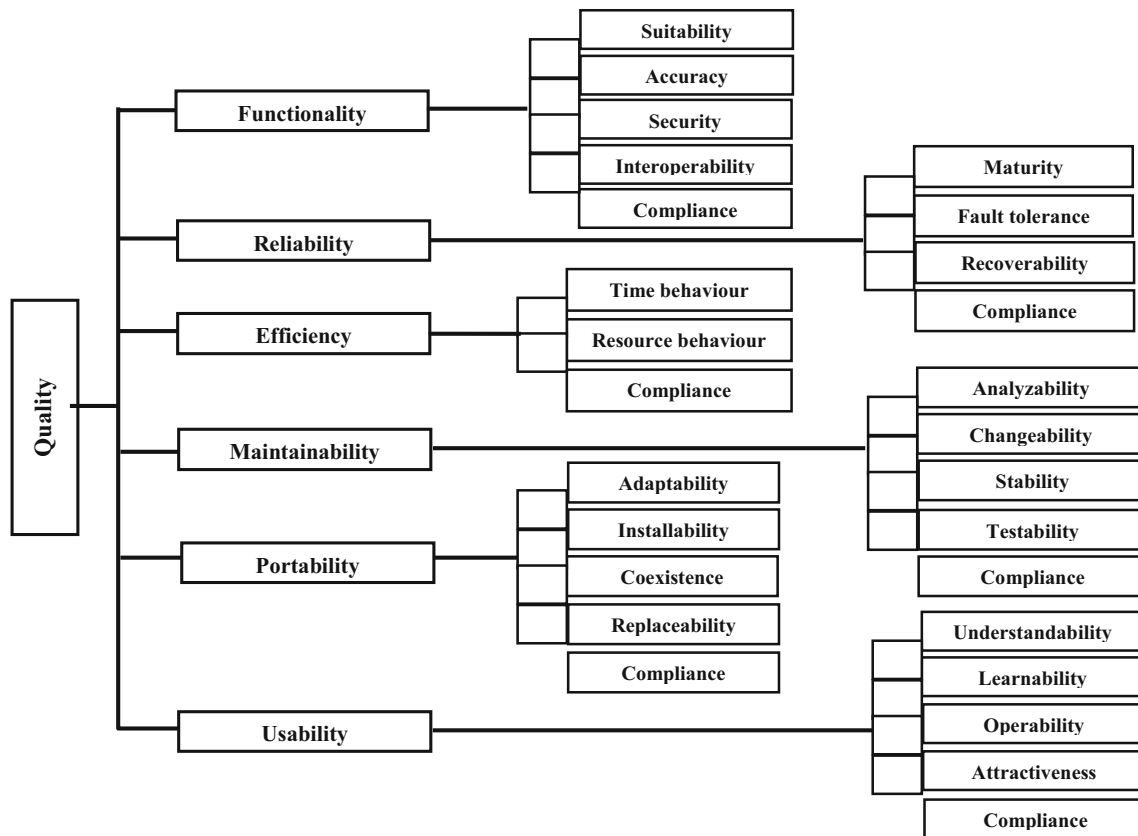 Quality
Functionality
Suitability
Accuracy
Security
Interoperability
Compliance
Reliability
Maturity
Fault tolerance
Recoverability
Compliance
Efficiency
Time behaviour
Resource behaviour
Compliance
Maintainability
Analyzability
Changeability
Stability
Testability
Compliance
Portability
Adaptability
Installability
Coexistence
Replaceability
Compliance
Usability
Understandability
Learnability
Operability
Attractiveness
Compliance